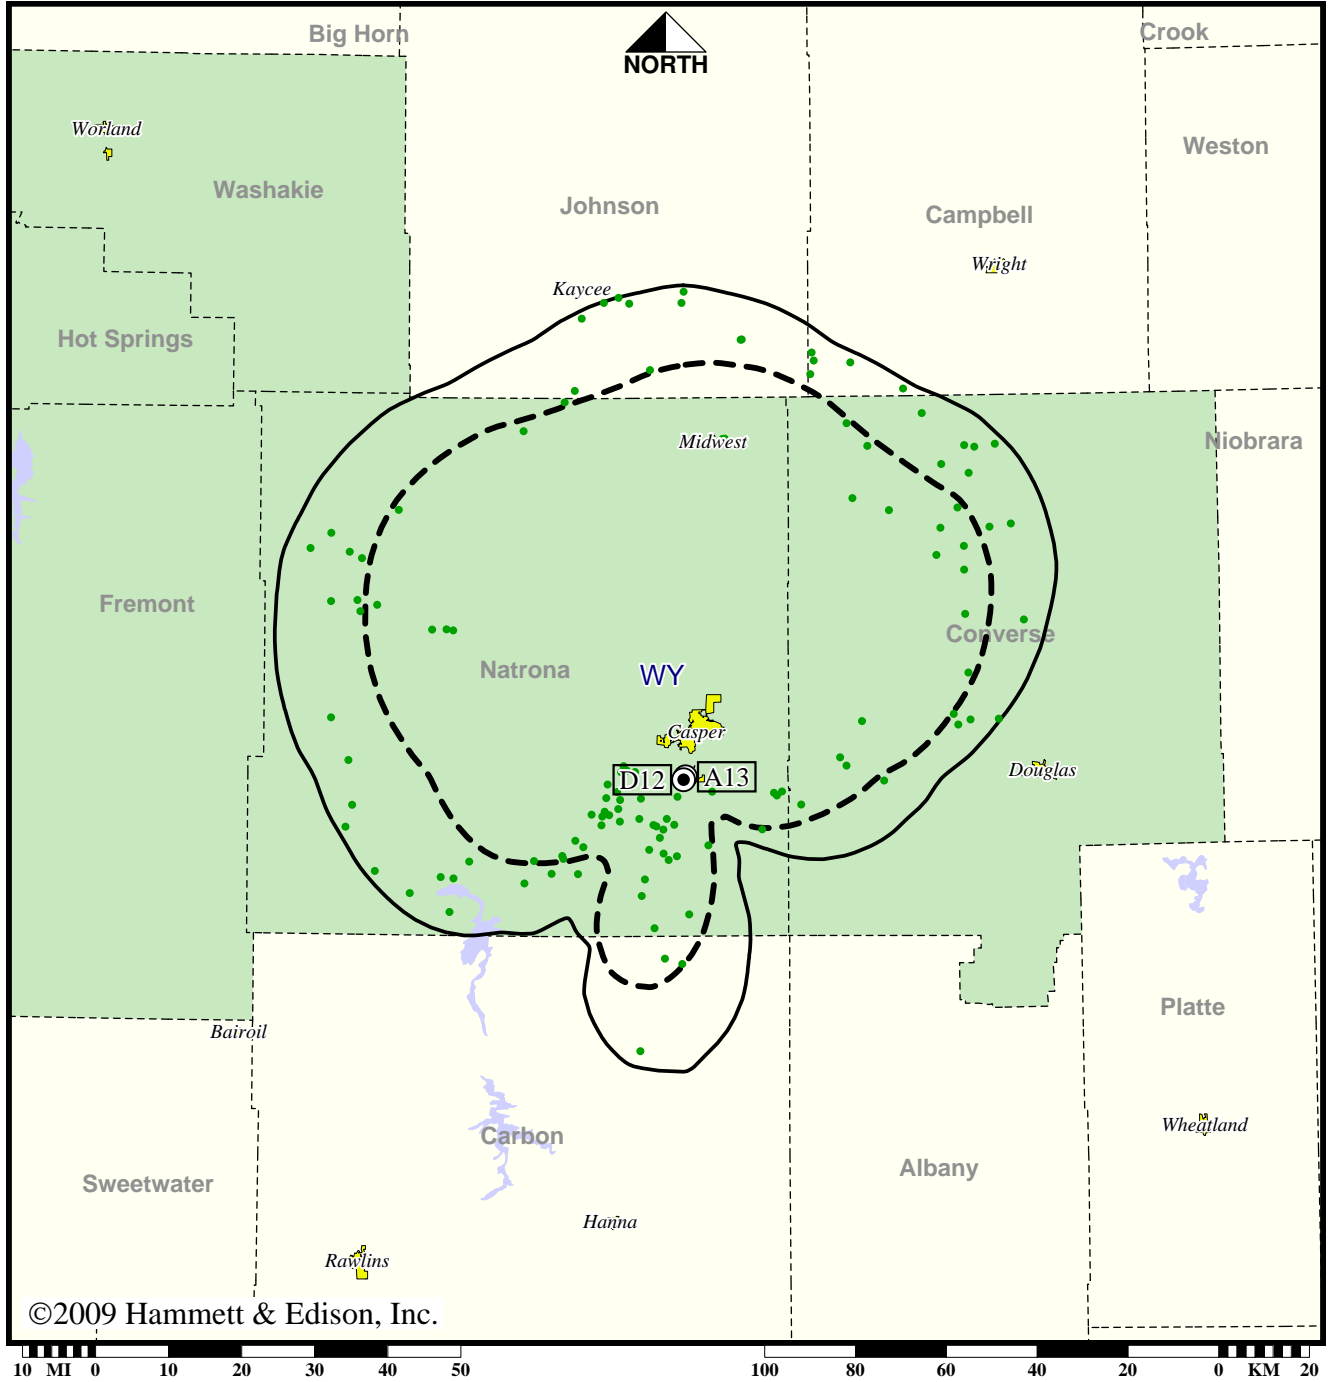 Big Horn
Crook
NORTH
Worland
Weston
Washakie
Johnson
Campbell
Wright
Kaycee
Hot Springs
Midwest
Niobrara
Fremont
Converse
Natrona
WY
Casper
D12
A13
Douglas
Platte
Bairoil
Wheatland
Carbon
Albany
Sweetwater
Hanna
Rawlins
©2009 Hammett & Edison, Inc.
10 MI 0 10 20 30 40 50 100 80 60 40 20 0 KM 20